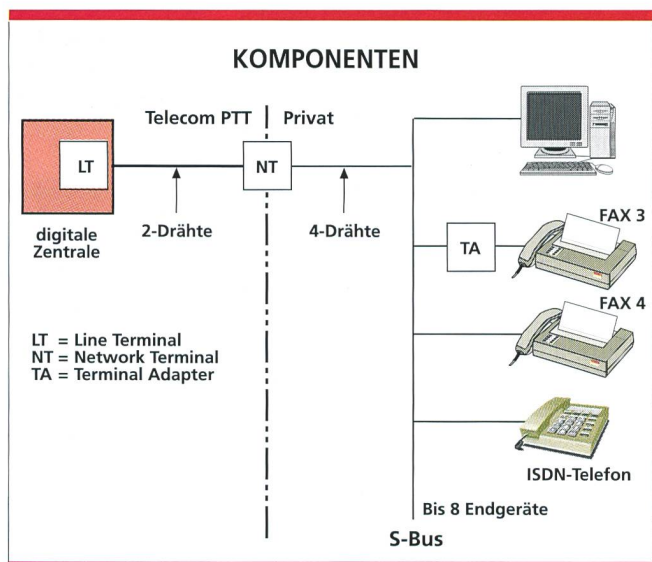 KOMPONENTEN
Telecom PTT
Privat
LT
NT
digitale
Zentrale
2-Drähte
4-Drähte
FAX 3
TA
FAX 4
LT = Line Terminal
NT = Network Terminal
TA = Terminal Adapter
ISDN-Telefon
Bis 8 Endgeräte
S-Bus